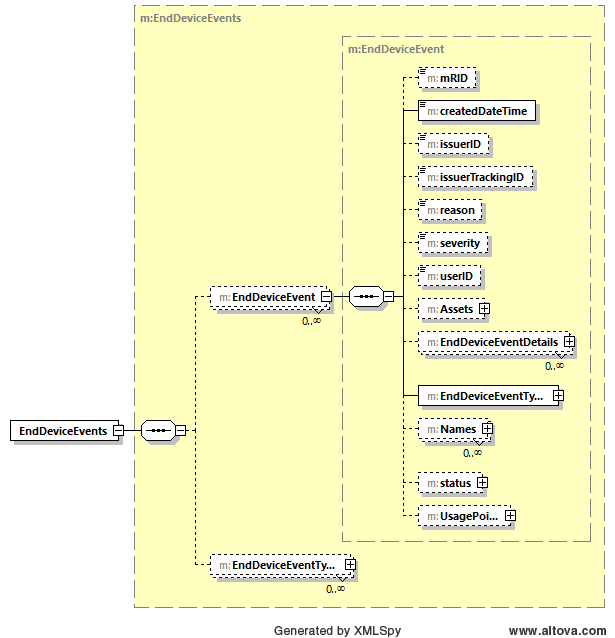 m:EndDeviceEvents
m:EndDeviceEvent
m:mRID
m:createdDateTime
m:issuerID
m:issuerTrackingID
m:reason
m:severity
m:userID
m:EndDeviceEvent
0..∞
m:Assets
m:EndDeviceEventDetails
0..∞
m:EndDeviceEventTy...
EndDeviceEvents
m:Names
0..∞
m:status
m:UsagePoi...
m:EndDeviceEventTy...
0..∞
Generated by XMLSpy
www.altova.com